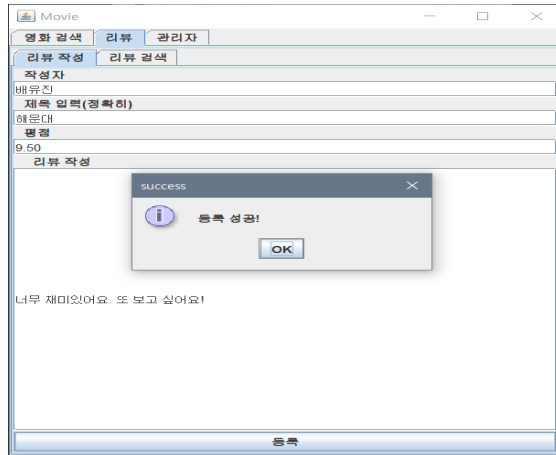 Movie
영화 검색 리뷰 관리자
리뷰 작성 리뷰 검색
작성자
배유진
제목 입력(정확히)
해운대
평점
9.50
리뷰 작성
success
등록 성공!
OK
너무 재미있어요. 또 보고 싶어요!
등록